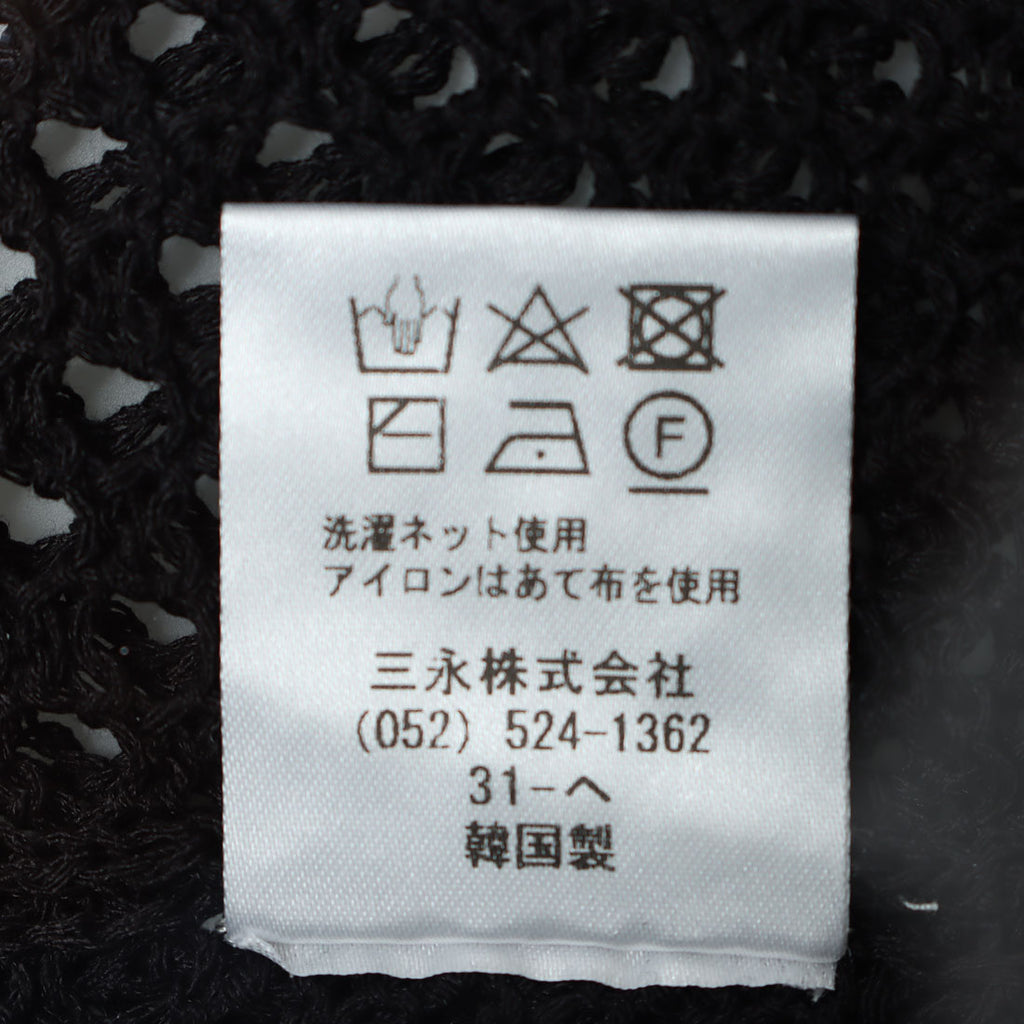 F
洗濯ネット使用
アイロンはあて布を使用
三永株式会社
(052) 524-1362
31-へ
韓国製